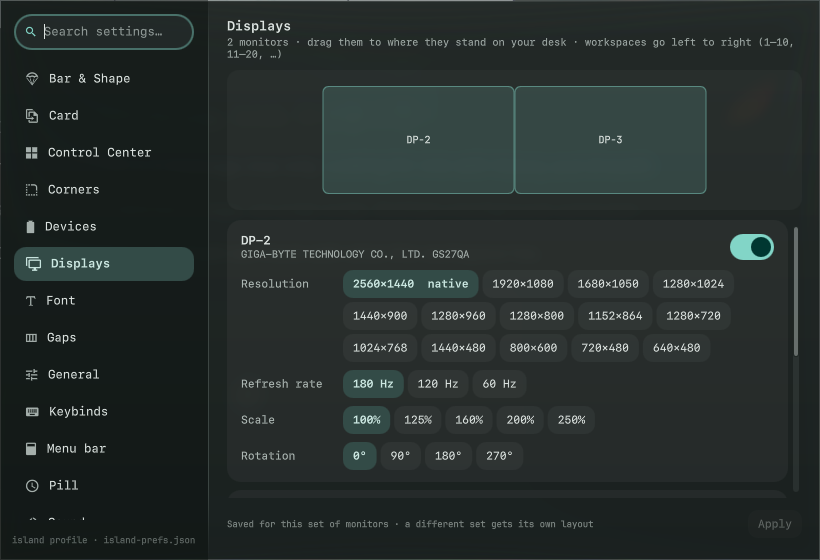 Search settings…
Bar & Shape
Card
Control Center
Corners
Devices
Displays
Font
Gaps
General
Keybinds
Menu bar
Pill
island profile · island-prefs.json
Displays
2 monitors · drag them to where they stand on your desk · workspaces go left to right (1–10,
11–20, …)
DP-2
DP-3
DP-2
GIGA-BYTE TECHNOLOGY CO., LTD. GS27QA
Resolution
2560×1440 native
1920×1080
1680×1050
1280×1024
1440×900
1280×960
1280×800
1152×864
1280×720
1024×768
1440×480
800×600
720×480
640×480
Refresh rate
180 Hz
120 Hz
60 Hz
Scale
100%
125%
160%
200%
250%
Rotation
0°
90°
180°
270°
Saved for this set of monitors · a different set gets its own layout
Apply